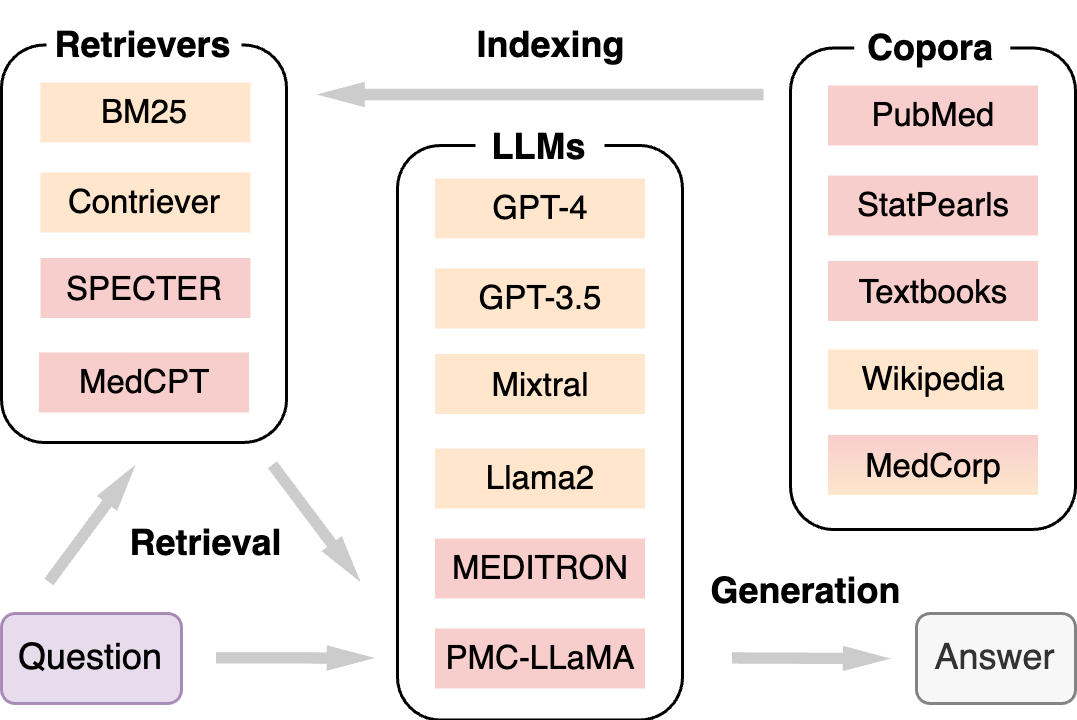 Retrievers
BM25
Contriever
SPECTER
MedCPT
Indexing
Copora
PubMed
StatPearls
Textbooks
Wikipedia
MedCorp
LLMs
GPT-4
GPT-3.5
Mixtral
Llama2
MEDITRON
PMC-LLaMA
Retrieval
Question
Generation
Answer